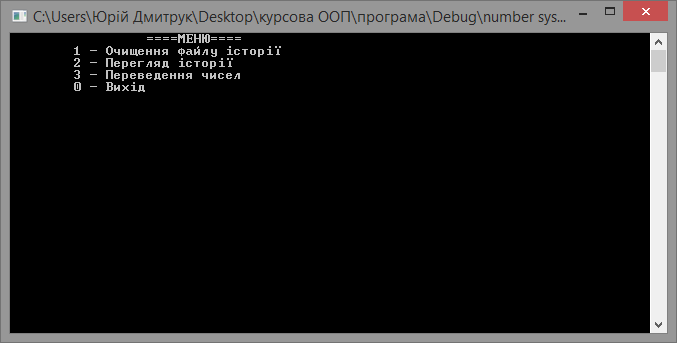 C:\Users\Юрій Дмитрук\Desktop\курсова ООП\програма\Debug\number sys...
====МЕНЮ====
1 - Очищення файлу історії
2 - Перегляд історії
3 - Переведення чисел
0 - Вихід